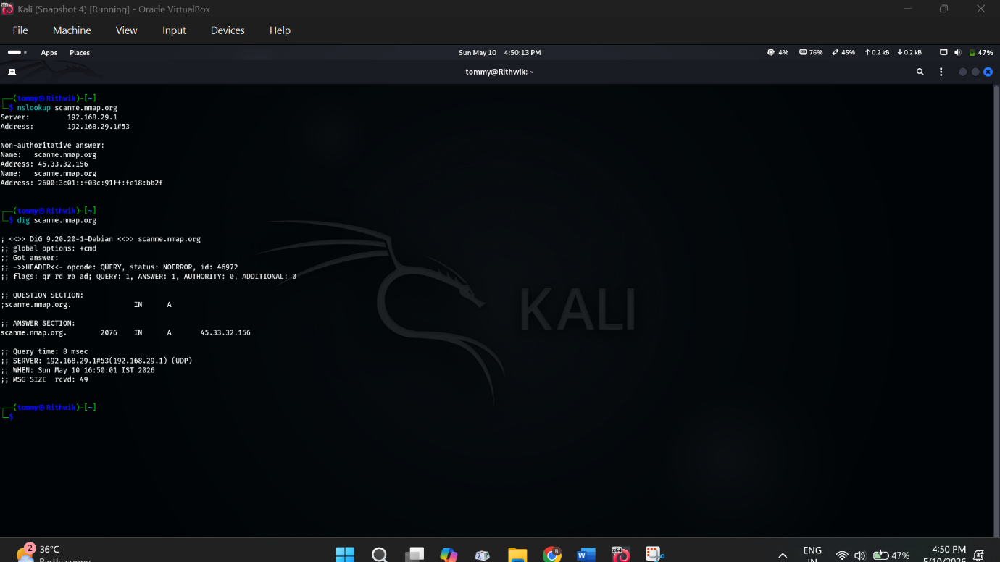 Kali (Snapshot 4) [Running] - Oracle VirtualBox
File Machine View Input Devices Help
Apps Places Sun May 10 4:50:13 PM 4% 76% 45% 0.2 kB 0.2 kB 47%
tommy@Rithwik: ~
┌──(tommy㉿Rithwik)-[~]
└─$ nslookup scanme.nmap.org
Server: 192.168.29.1
Address: 192.168.29.1#53
Non-authoritative answer:
Name: scanme.nmap.org
Address: 45.33.32.156
Name: scanme.nmap.org
Address: 2600:3c01::f03c:91ff:fe18:bb2f
┌──(tommy㉿Rithwik)-[~]
└─$ dig scanme.nmap.org
; <<>> DiG 9.20.20-1-Debian <<>> scanme.nmap.org
;; global options: +cmd
;; Got answer:
;; ->>HEADER<<- opcode: QUERY, status: NOERROR, id: 46972
;; flags: qr rd ra ad; QUERY: 1, ANSWER: 1, AUTHORITY: 0, ADDITIONAL: 0
;; QUESTION SECTION:
;scanme.nmap.org. IN A
;; ANSWER SECTION:
scanme.nmap.org. 2076 IN A 45.33.32.156
;; Query time: 8 msec
;; SERVER: 192.168.29.1#53(192.168.29.1) (UDP)
;; WHEN: Sun May 10 16:50:01 IST 2026
;; MSG SIZE rcvd: 49
┌──(tommy㉿Rithwik)-[~]
└─$
KALI
2 36°C
Partly sunny
ENG
IN
47%
4:50 PM
5/10/2026